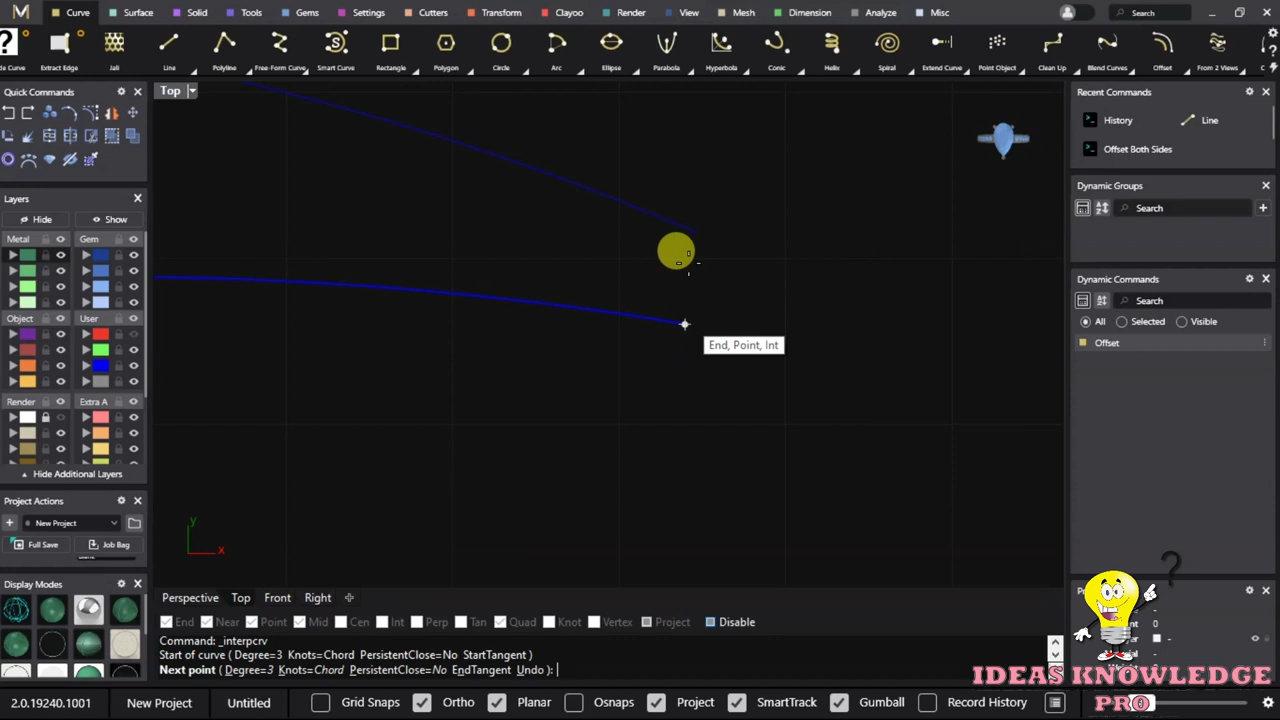 Curve Surface Solid Tools Gems Settings Cutters Transform Clayoo Render View Mesh Dimension Analyze Misc Search
de Curve Extract Edge Jali Line Polyline Free-Form Curve Smart Curve Rectangle Polygon Circle Arc Ellipse Parabola Hyperbola Conic Helix Spiral Extend Curve Point Object Clean Up Blend Curves Offset From 2 Views
Quick Commands
Top
Recent Commands
History Line
Offset Both Sides
Dynamic Groups
Search
Layers
Hide Show
Metal Gem
Object User
Render Extra A
Hide Additional Layers
Dynamic Commands
Search
All Selected Visible
Offset
End, Point, Int
Project Actions
New Project
Full Save Job Bag
y
x
Display Modes
Perspective Top Front Right
End Near Point Mid Cen Int Perp Tan Quad Knot Vertex Project Disable
Command: _interpcrv
Start of curve ( Degree=3 Knots=Chord PersistentClose=No StartTangent )
Next point ( Degree=3 Knots=Chord PersistentClose=No EndTangent Undo ):
?
IDEAS KNOWLEDGE
PRO
2.0.19240.1001 New Project Untitled Grid Snaps Ortho Planar Osnaps Project SmartTrack Gumball Record History